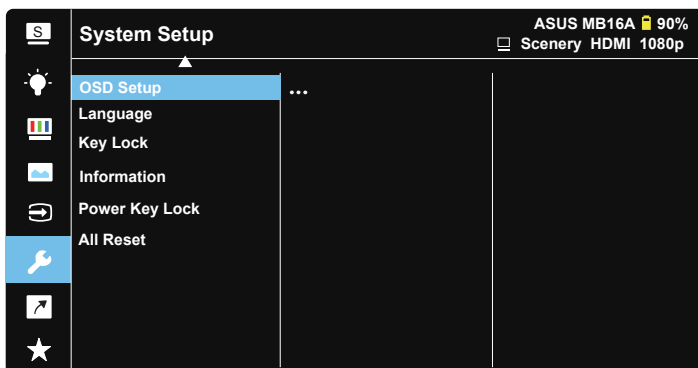 S
System Setup
ASUS MB16A 90%
Scenery HDMI 1080p
OSD Setup ...
Language
Key Lock
Information
Power Key Lock
All Reset